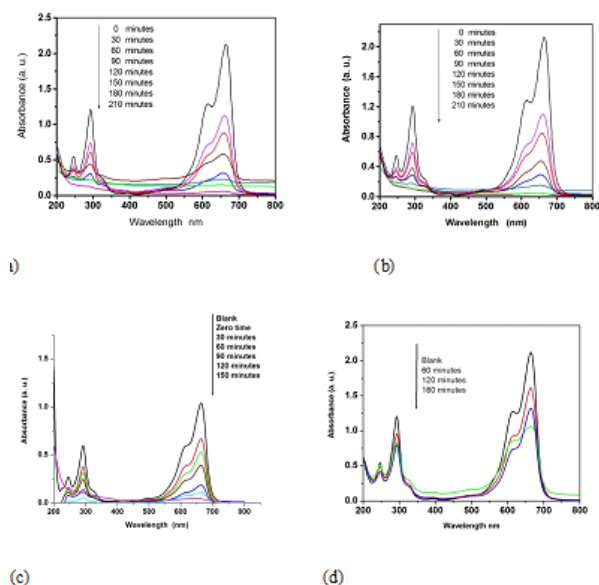 2.5
2.0
1.5
1.0
0.5
0.0
200 300 400 500 600 700 800
Absorbance (a. u.)
Wavelength nm
0 minutes
30 minutes
60 minutes
90 minutes
120 minutes
150 minutes
180 minutes
210 minutes
a)
2.0
1.6
1.2
0.8
0.4
0.0
200 300 400 500 600 700 800
Absorbance (a. u.)
Wavelength (nm)
0 minutes
30 minutes
60 minutes
90 minutes
120 minutes
150 minutes
180 minutes
210 minutes
(b)
1.5
1.0
0.5
0.0
200 300 400 500 600 700 800
Absorbance (a. u.)
Wavelength (nm)
Blank
Zero time
30 minutes
60 minutes
90 minutes
120 minutes
150 minutes
(c)
2.5
2.0
1.5
1.0
0.5
0.0
200 300 400 500 600 700 800
Absorbance (a. u.)
Wavelength nm
Blank
60 minutes
120 minutes
180 minutes
(d)